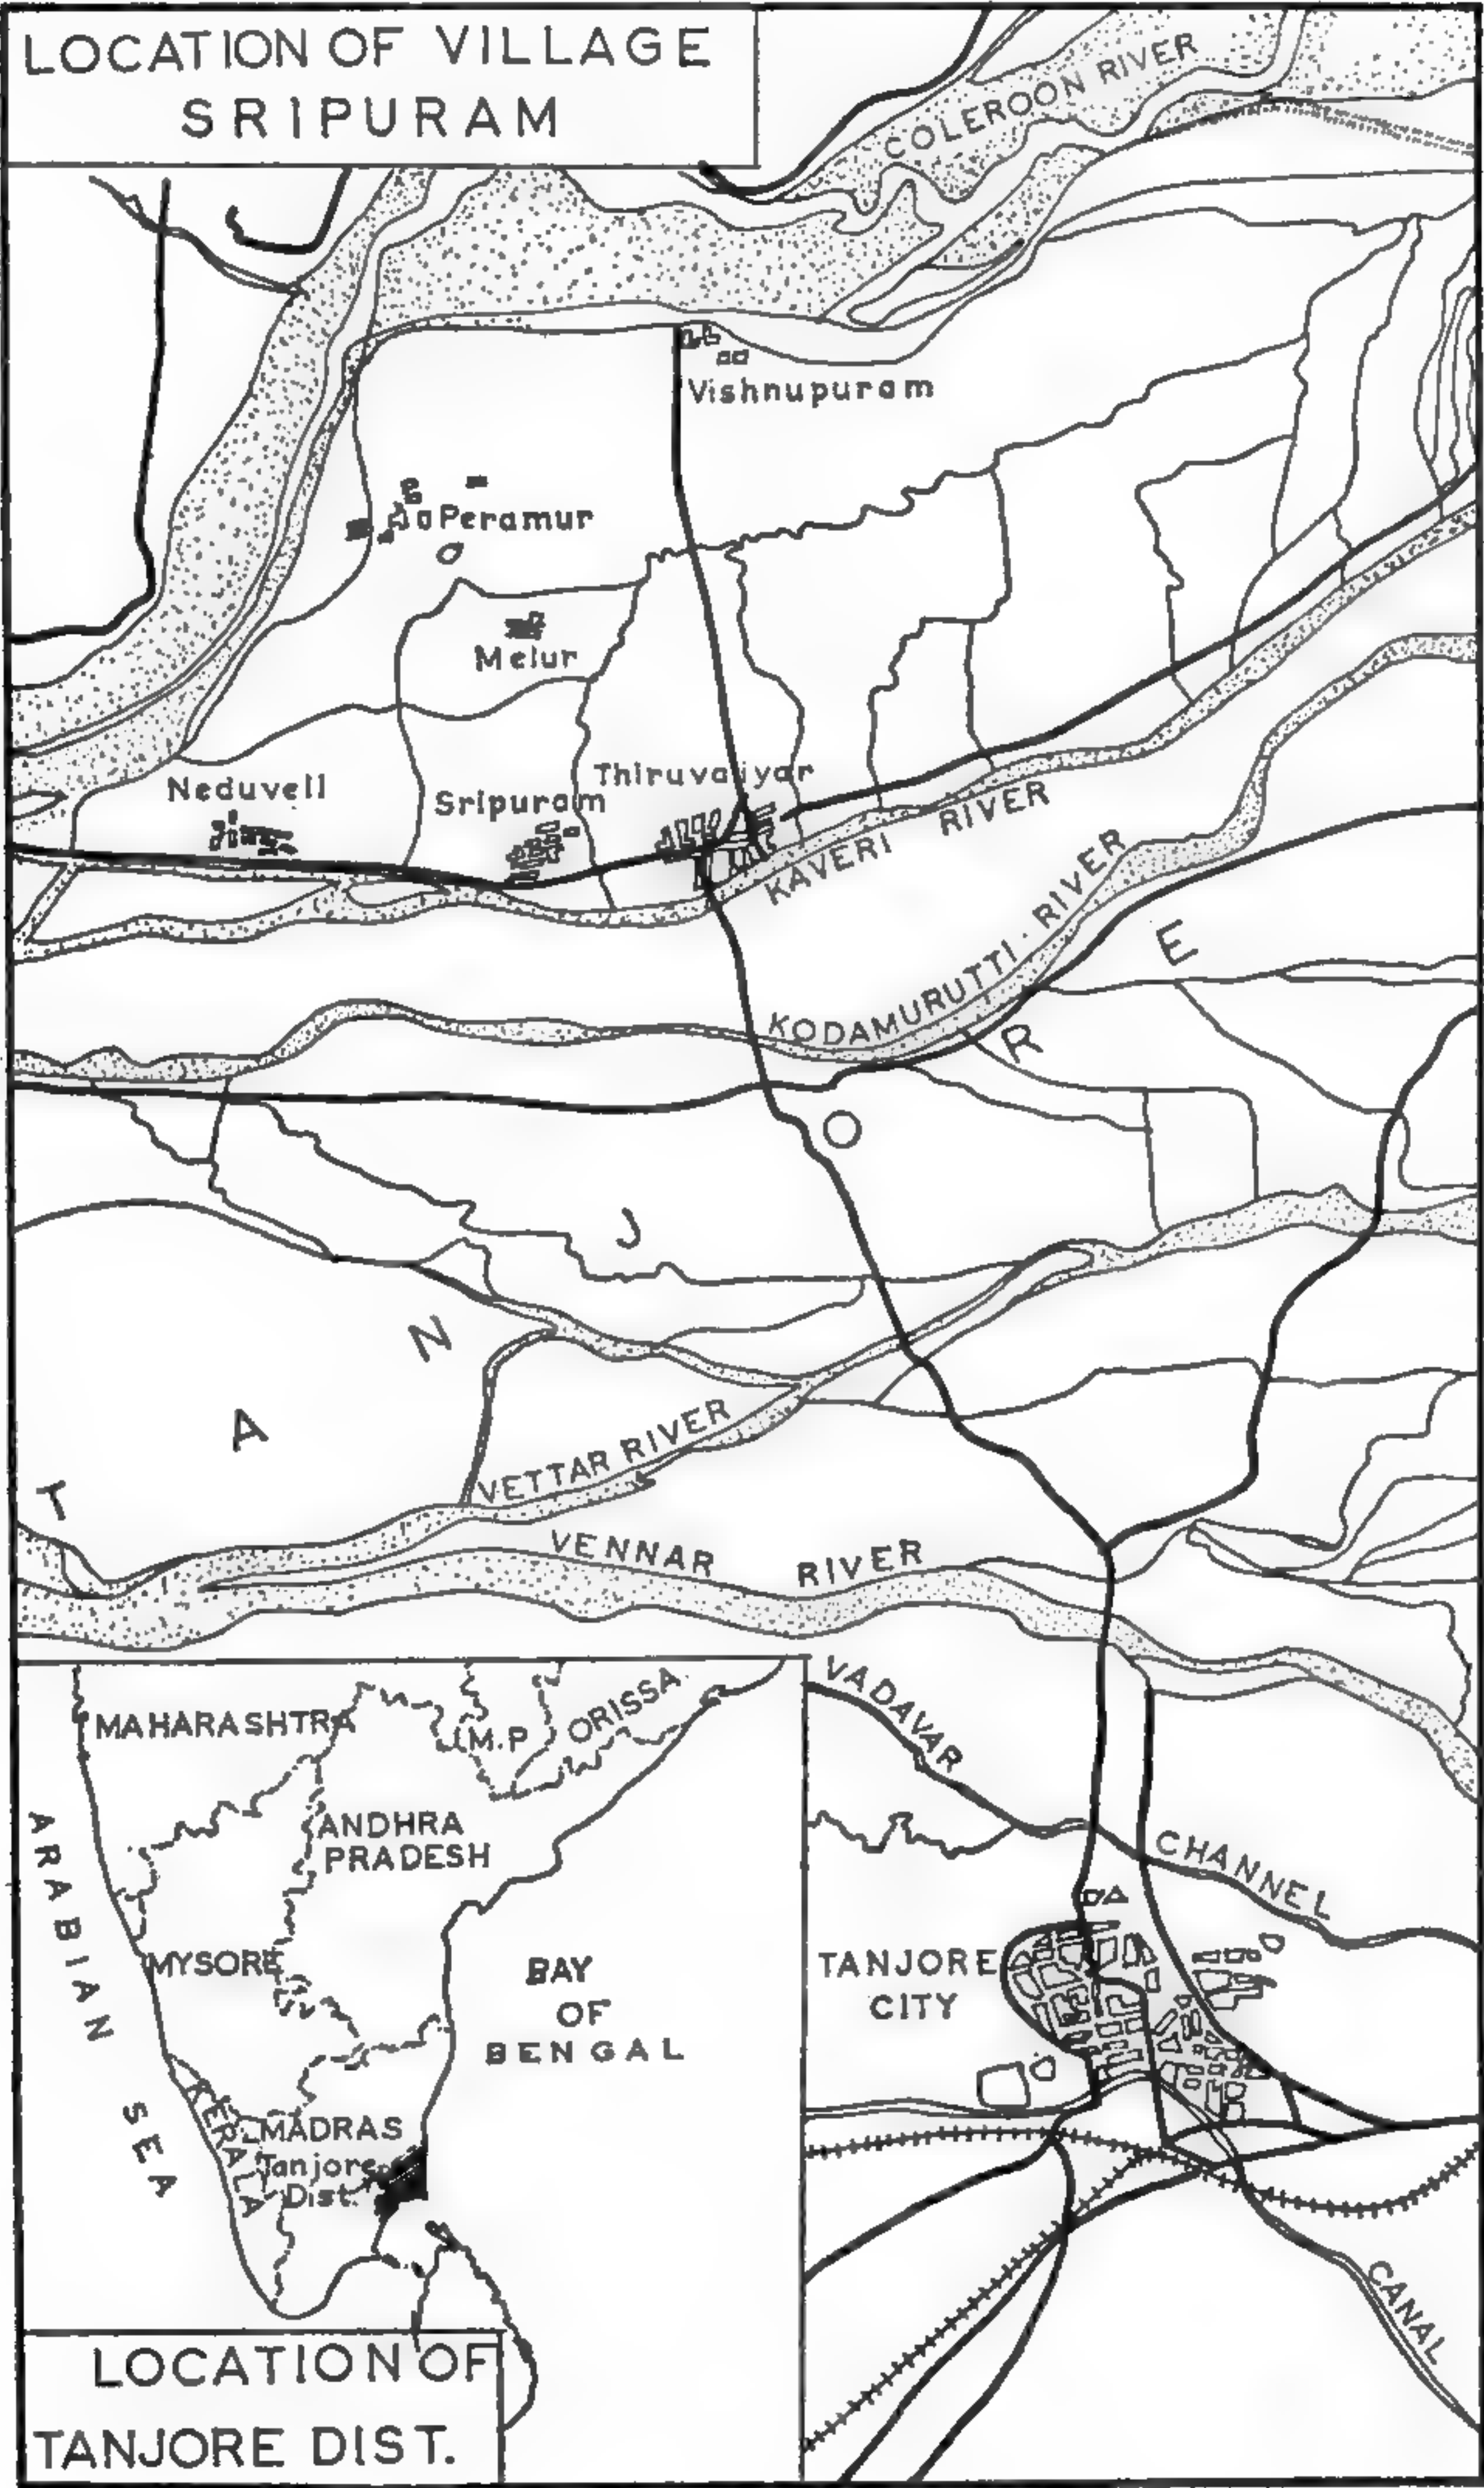 LOCATION OF VILLAGE
SRIPURAM
COLEROON RIVER
Vishnupuram
Peramur
Melur
Neduveli
Sripuram
Thiruvaiyar
KAVERI RIVER
KODAMURUTTI · RIVER
TANJORE
VETTAR RIVER
VENNAR RIVER
VADAVAR CHANNEL
TANJORE
CITY
CANAL
MAHARASHTRA
M.P
ORISSA
ANDHRA
PRADESH
MYSORE
ARABIAN SEA
BAY
OF
BENGAL
KERALA
MADRAS
Tanjore
Dist.
LOCATION OF
TANJORE DIST.